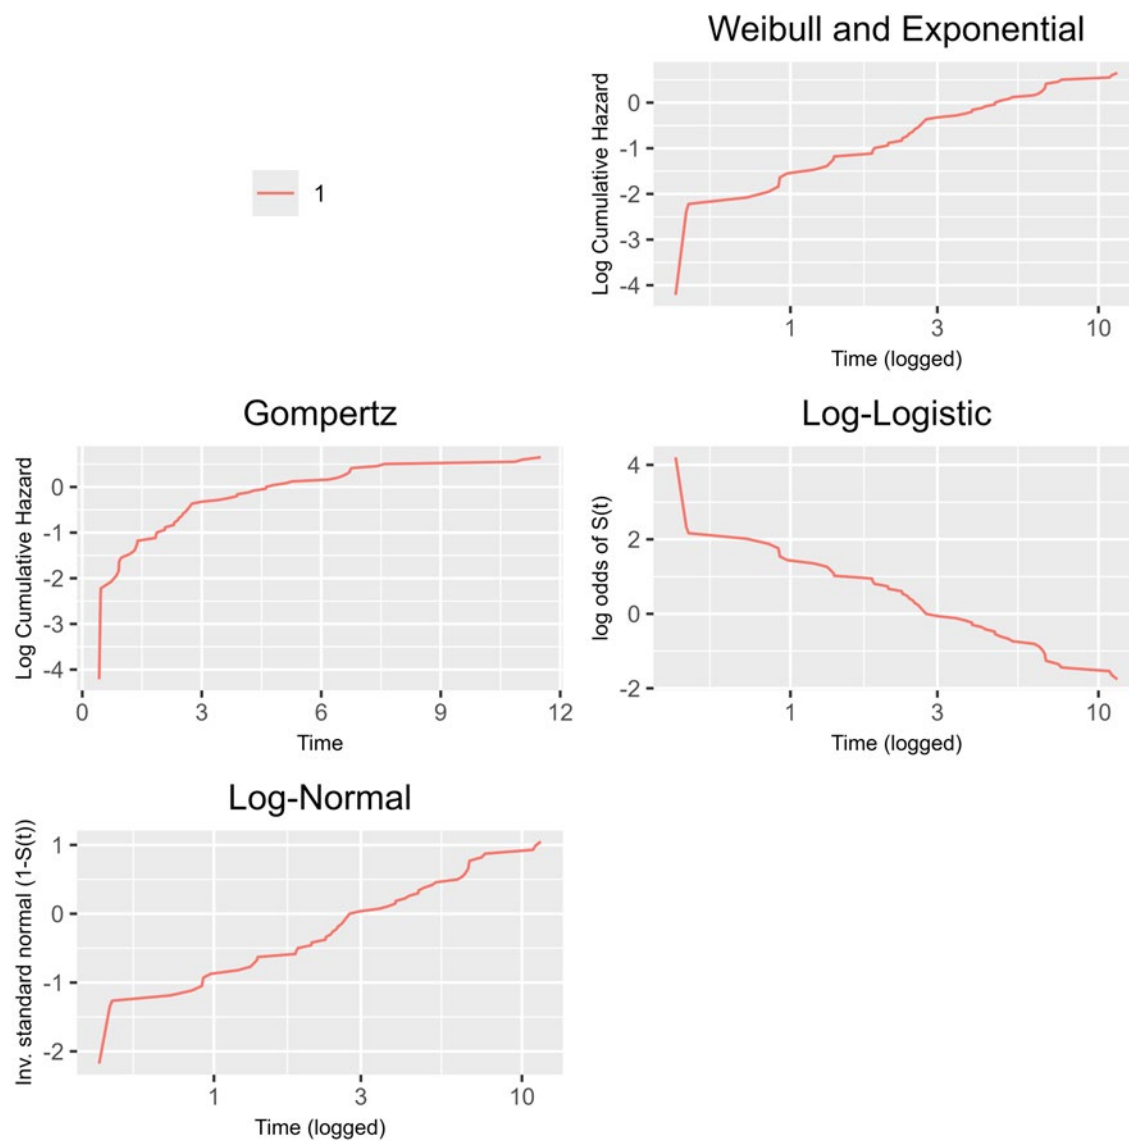 Weibull and Exponential
Log Cumulative Hazard
0
-1
-2
-3
-4
1
3
10
Time (logged)
1
Gompertz
Log Cumulative Hazard
0
-1
-2
-3
-4
0
3
6
9
12
Time
Log-Logistic
log odds of S(t)
4
2
0
-2
1
3
10
Time (logged)
Log-Normal
Inv. standard normal (1-S(t))
1
0
-1
-2
1
3
10
Time (logged)